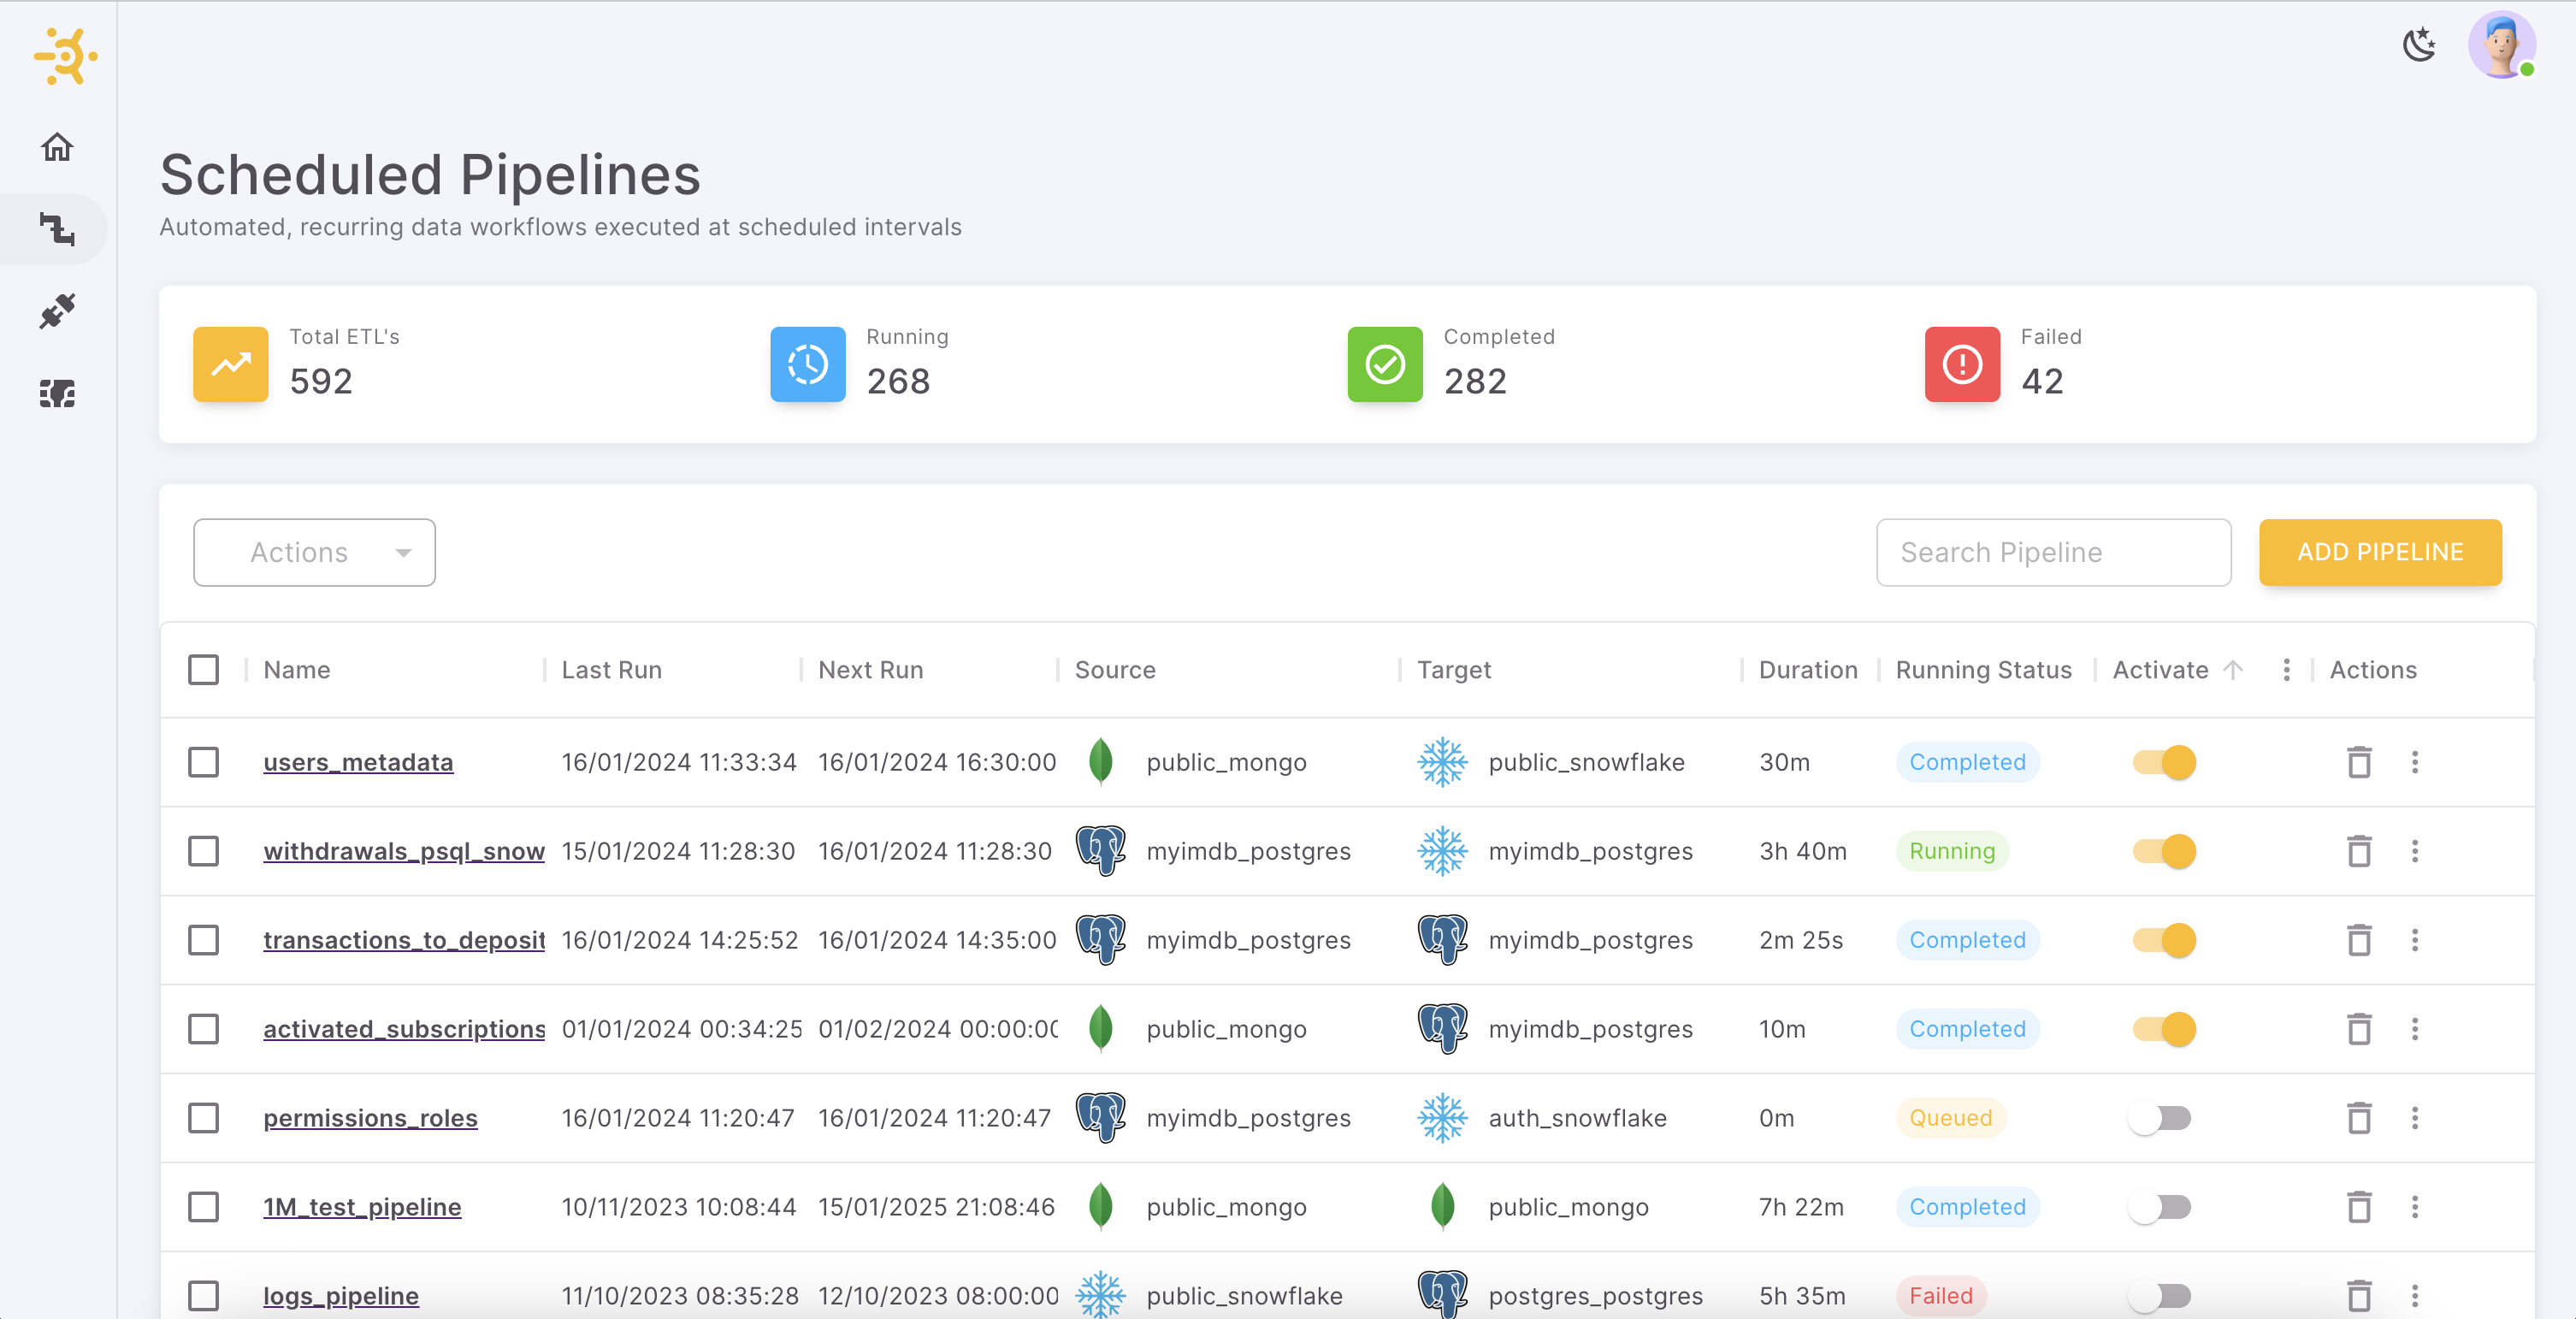 Scheduled Pipelines
Automated, recurring data workflows executed at scheduled intervals
Total ETL's
592
Running
268
Completed
282
Failed
42
Actions
Search Pipeline
ADD PIPELINE
Name Last Run Next Run Source Target Duration Running Status Activate Actions
users_metadata 16/01/2024 11:33:34 16/01/2024 16:30:00 public_mongo public_snowflake 30m Completed
withdrawals_psql_snow 15/01/2024 11:28:30 16/01/2024 11:28:30 myimdb_postgres myimdb_postgres 3h 40m Running
transactions_to_deposit 16/01/2024 14:25:52 16/01/2024 14:35:00 myimdb_postgres myimdb_postgres 2m 25s Completed
activated_subscriptions 01/01/2024 00:34:25 01/02/2024 00:00:00 public_mongo myimdb_postgres 10m Completed
permissions_roles 16/01/2024 11:20:47 16/01/2024 11:20:47 myimdb_postgres auth_snowflake 0m Queued
1M_test_pipeline 10/11/2023 10:08:44 15/01/2025 21:08:46 public_mongo public_mongo 7h 22m Completed
logs_pipeline 11/10/2023 08:35:28 12/10/2023 08:00:00 public_snowflake postgres_postgres 5h 35m Failed